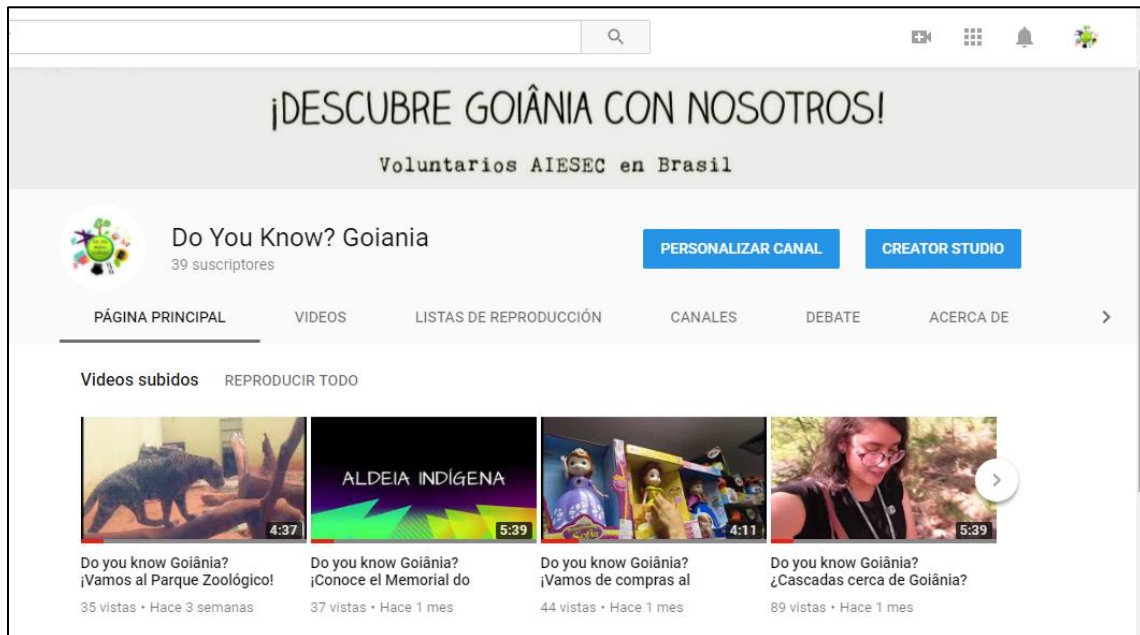 ¡DESCUBRE GOIÂNIA CON NOSOTROS!
Voluntarios AIESEC en Brasil
Do You Know? Goiania
39 suscriptores
PERSONALIZAR CANAL
CREATOR STUDIO
PÁGINA PRINCIPAL
VIDEOS
LISTAS DE REPRODUCCIÓN
CANALES
DEBATE
ACERCA DE
Videos subidos REPRODUCIR TODO
4:37
ALDEIA INDÍGENA
5:39
4:11
5:39
Do you know Goiânia?
¡Vamos al Parque Zoológico!
35 vistas • Hace 3 semanas
Do you know Goiânia?
¡Conoce el Memorial do
37 vistas • Hace 1 mes
Do you know Goiânia?
¡Vamos de compras al
44 vistas • Hace 1 mes
Do you know Goiânia?
¿Cascadas cerca de Goiânia?
89 vistas • Hace 1 mes